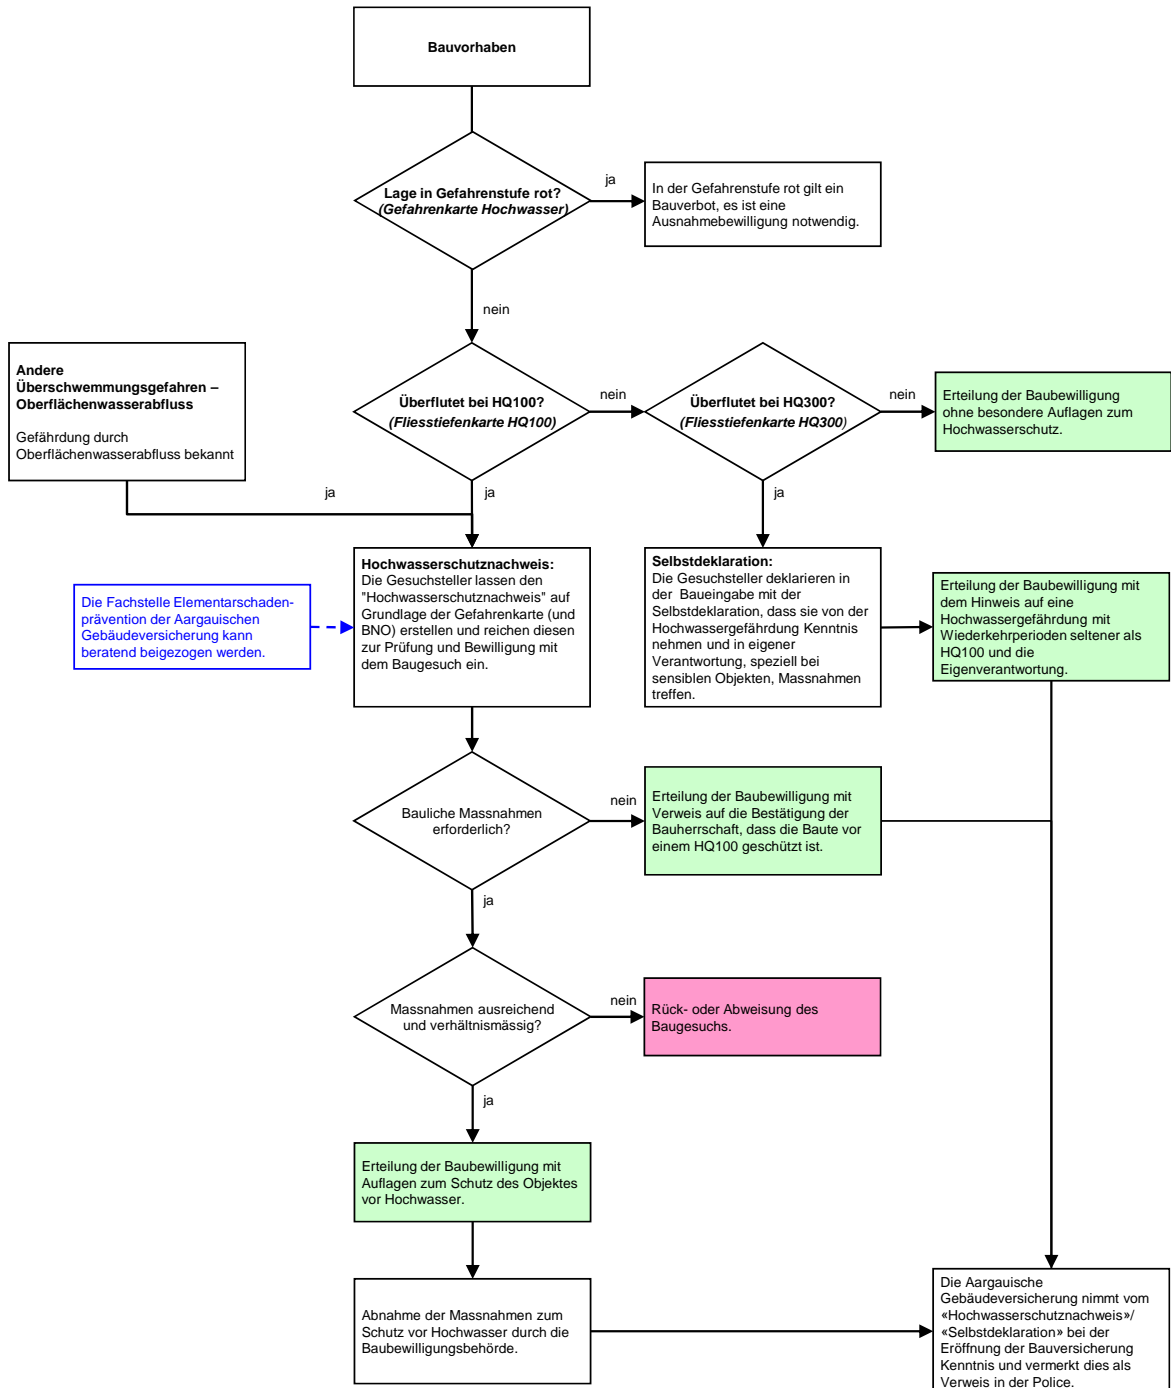 Bauvorhaben
Lage in Gefahrenstufe rot?
(Gefahrenkarte Hochwasser)
ja
In der Gefahrenstufe rot gilt ein
Bauverbot, es ist eine
Ausnahmebewilligung notwendig.
nein
Andere
Überschwemmungsgefahren –
Oberflächenwasserabfluss
Gefährdung durch
Oberflächenwasserabfluss bekannt
ja
Überflutet bei HQ100?
(Fliesstiefenkarte HQ100)
nein
ja
Überflutet bei HQ300?
(Fliesstiefenkarte HQ300)
nein
ja
Erteilung der Baubewilligung
ohne besondere Auflagen zum
Hochwasserschutz.
Die Fachstelle Elementarschaden-
prävention der Aargauischen
Gebäudeversicherung kann
beratend beigezogen werden.
Hochwasserschutznachweis:
Die Gesuchsteller lassen den
"Hochwasserschutznachweis" auf
Grundlage der Gefahrenkarte (und
BNO) erstellen und reichen diesen
zur Prüfung und Bewilligung mit
dem Baugesuch ein.
Selbstdeklaration:
Die Gesuchsteller deklarieren in
der Baueingabe mit der
Selbstdeklaration, dass sie von der
Hochwassergefährdung Kenntnis
nehmen und in eigener
Verantwortung, speziell bei
sensiblen Objekten, Massnahmen
treffen.
Erteilung der Baubewilligung mit
dem Hinweis auf eine
Hochwassergefährdung mit
Wiederkehrperioden seltener als
HQ100 und die
Eigenverantwortung.
Bauliche Massnahmen
erforderlich?
nein
Erteilung der Baubewilligung mit
Verweis auf die Bestätigung der
Bauherrschaft, dass die Baute vor
einem HQ100 geschützt ist.
ja
Massnahmen ausreichend
und verhältnismässig?
nein
Rück- oder Abweisung des
Baugesuchs.
ja
Erteilung der Baubewilligung mit
Auflagen zum Schutz des Objektes
vor Hochwasser.
Abnahme der Massnahmen zum
Schutz vor Hochwasser durch die
Baubewilligungsbehörde.
Die Aargauische
Gebäudeversicherung nimmt vom
«Hochwasserschutznachweis»/
«Selbstdeklaration» bei der
Eröffnung der Bauversicherung
Kenntnis und vermerkt dies als
Verweis in der Police.